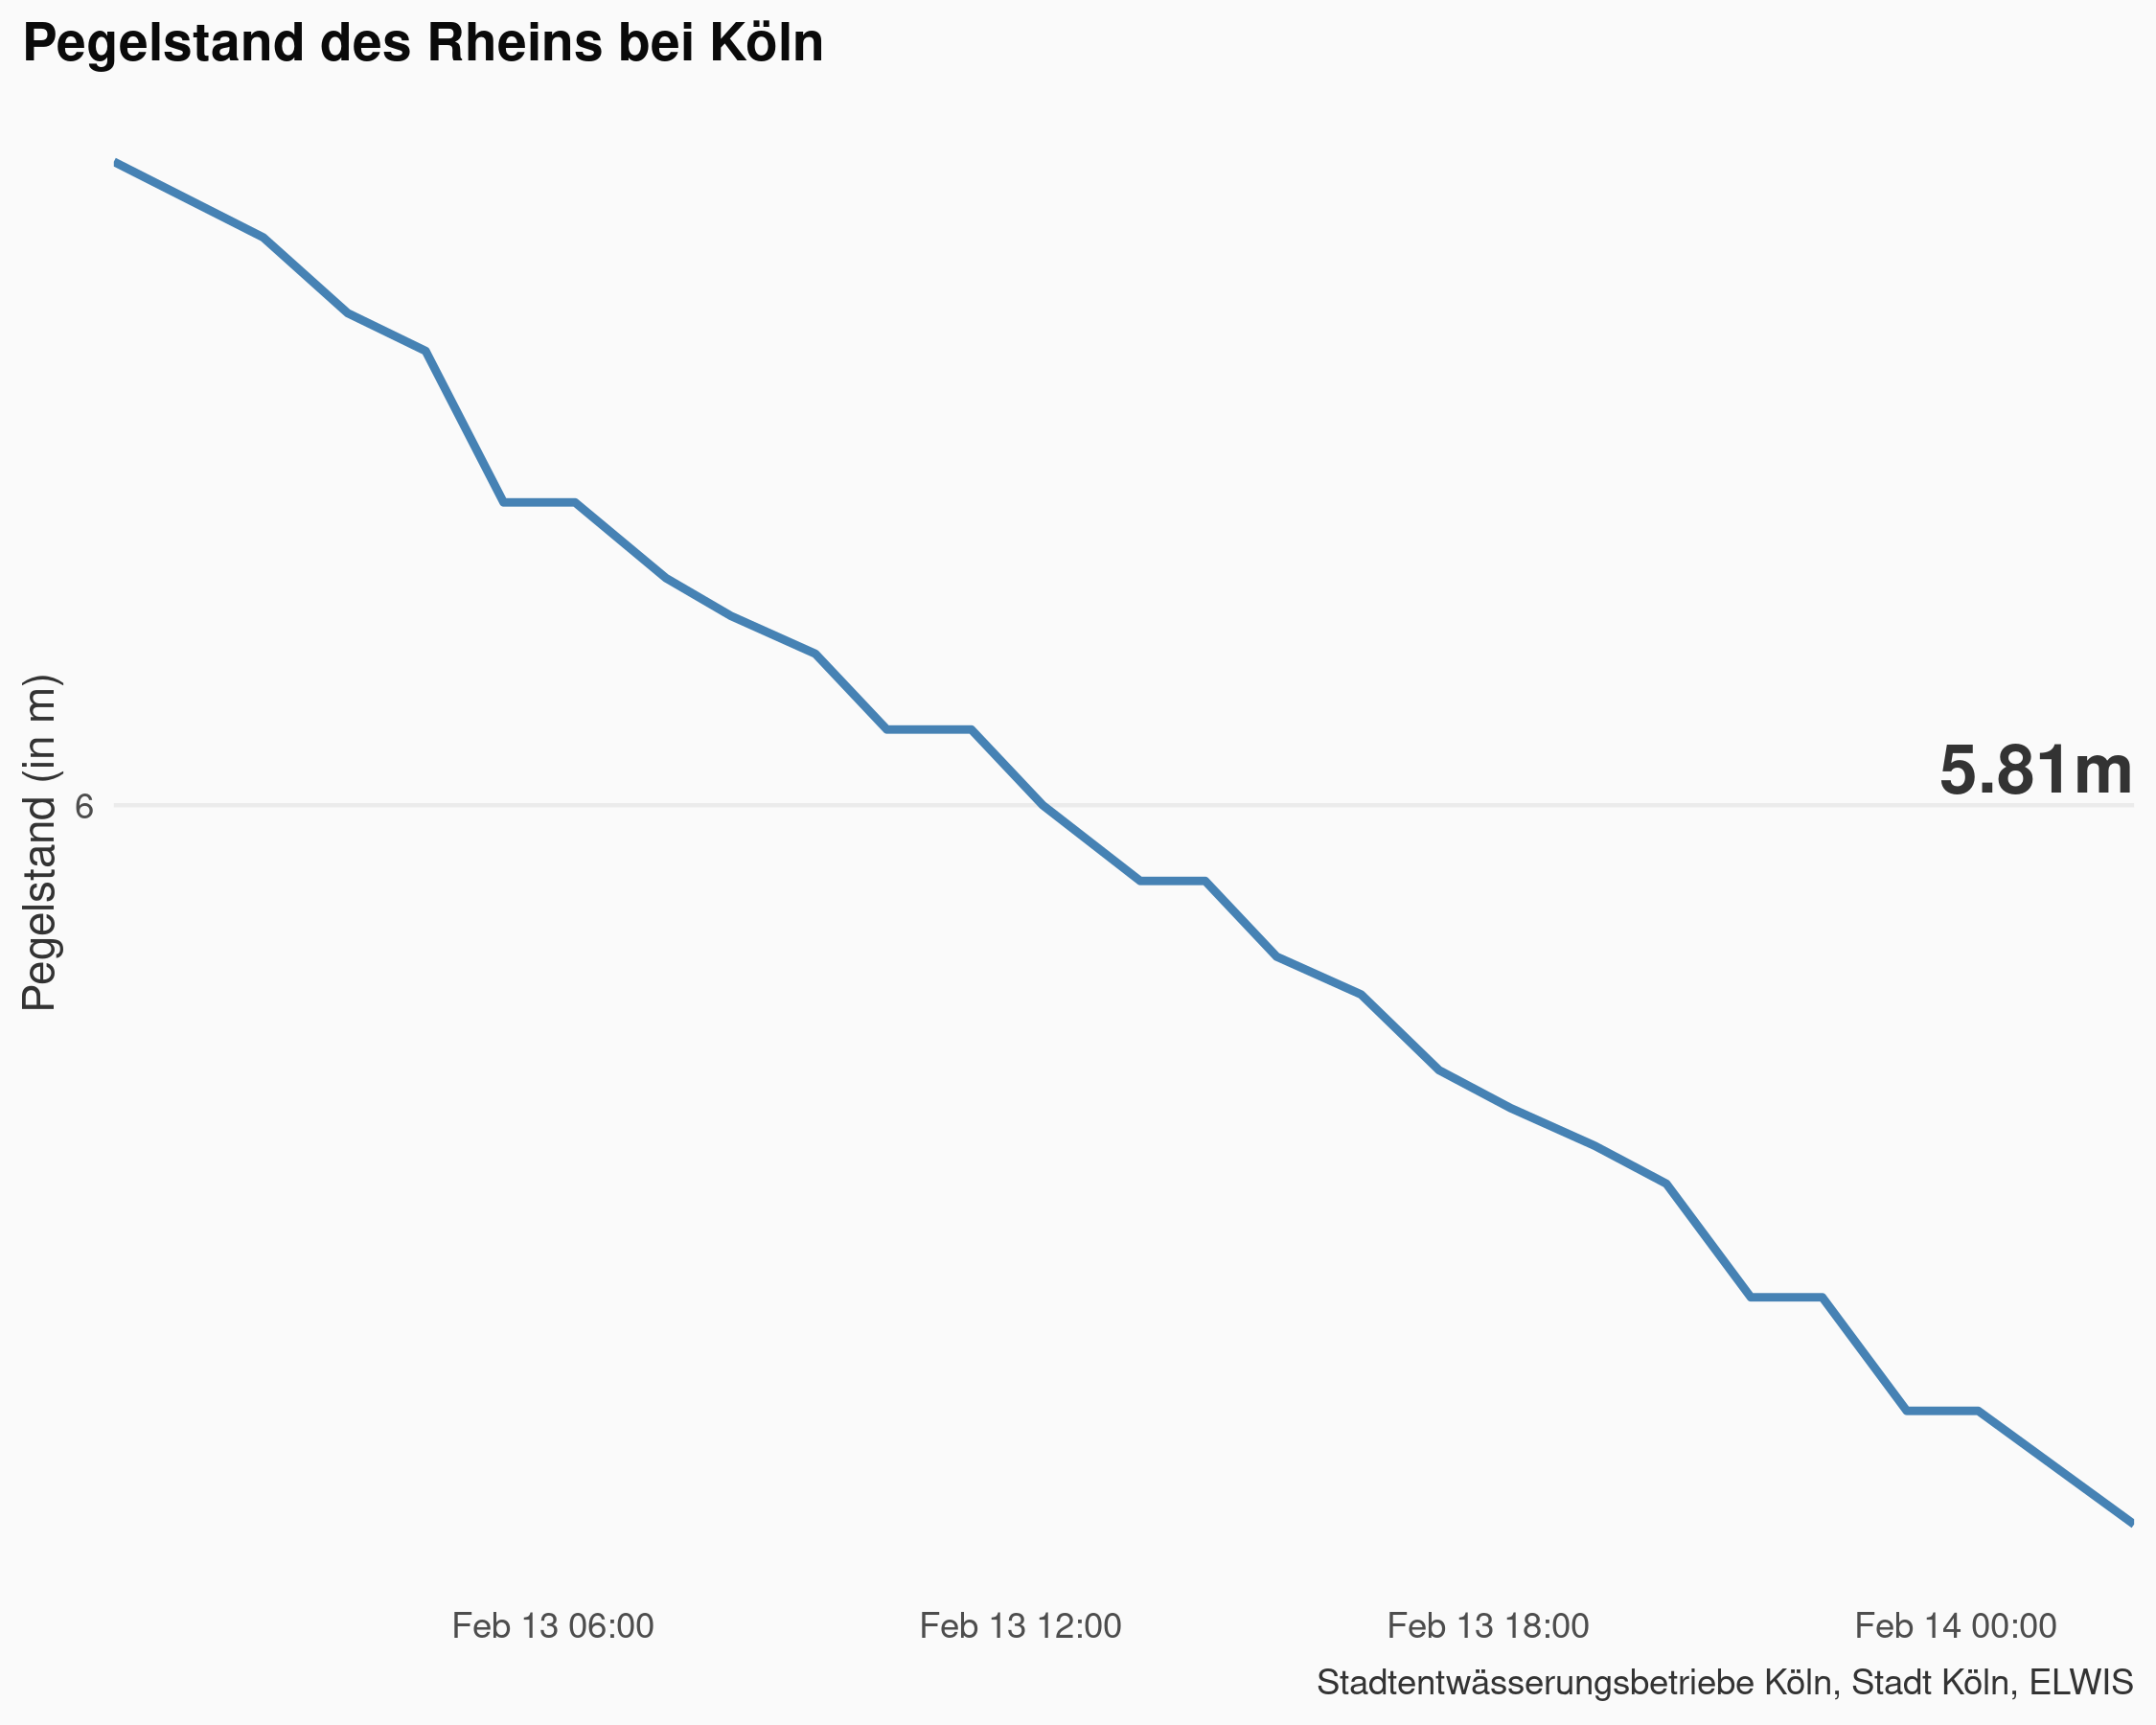 Pegelstand des Rheins bei Köln
Pegelstand (in m)
6
5.81m
Feb 13 06:00
Feb 13 12:00
Feb 13 18:00
Feb 14 00:00
Stadtentwässerungsbetriebe Köln, Stadt Köln, ELWIS